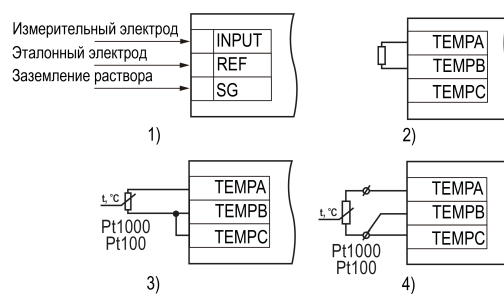 Измерительный электрод
INPUT
Эталонный электрод
REF
Заземление раствора
SG
1)
TEMPA
TEMPB
TEMPC
2)
t, °C
Pt1000
Pt100
TEMPA
TEMPB
TEMPC
3)
t, °C
Pt1000
Pt100
TEMPA
TEMPB
TEMPC
4)